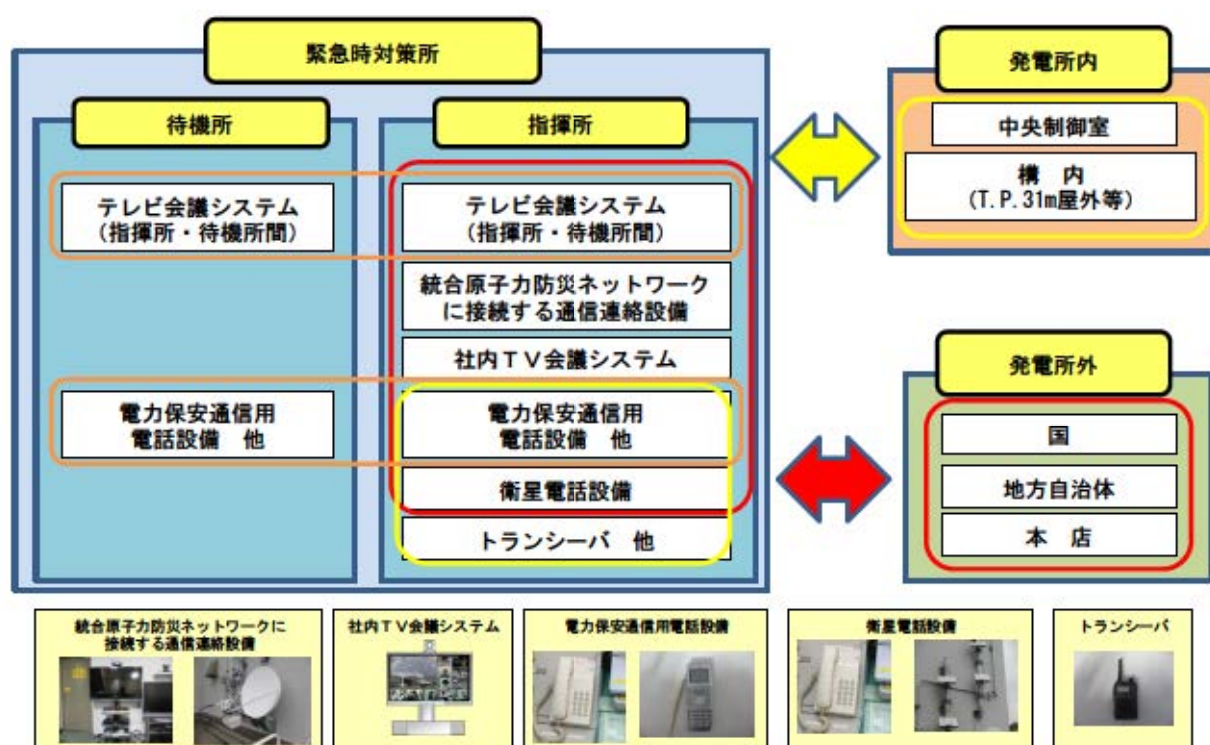 緊急時対策所
待機所
指揮所
テレビ会議システム
(指揮所・待機所間)
電力保安通信用
電話設備 他
テレビ会議システム
(指揮所・待機所間)
統合原子力防災ネットワーク
に接続する通信連絡設備
社内TV会議システム
電力保安通信用
電話設備 他
衛星電話設備
トランシーバ 他
発電所内
中央制御室
構 内
(T.P.31m屋外等)
発電所外
国
地方自治体
本 店
統合原子力防災ネットワークに
接続する通信連絡設備
社内TV会議システム
電力保安通信用電話設備
衛星電話設備
トランシーバ